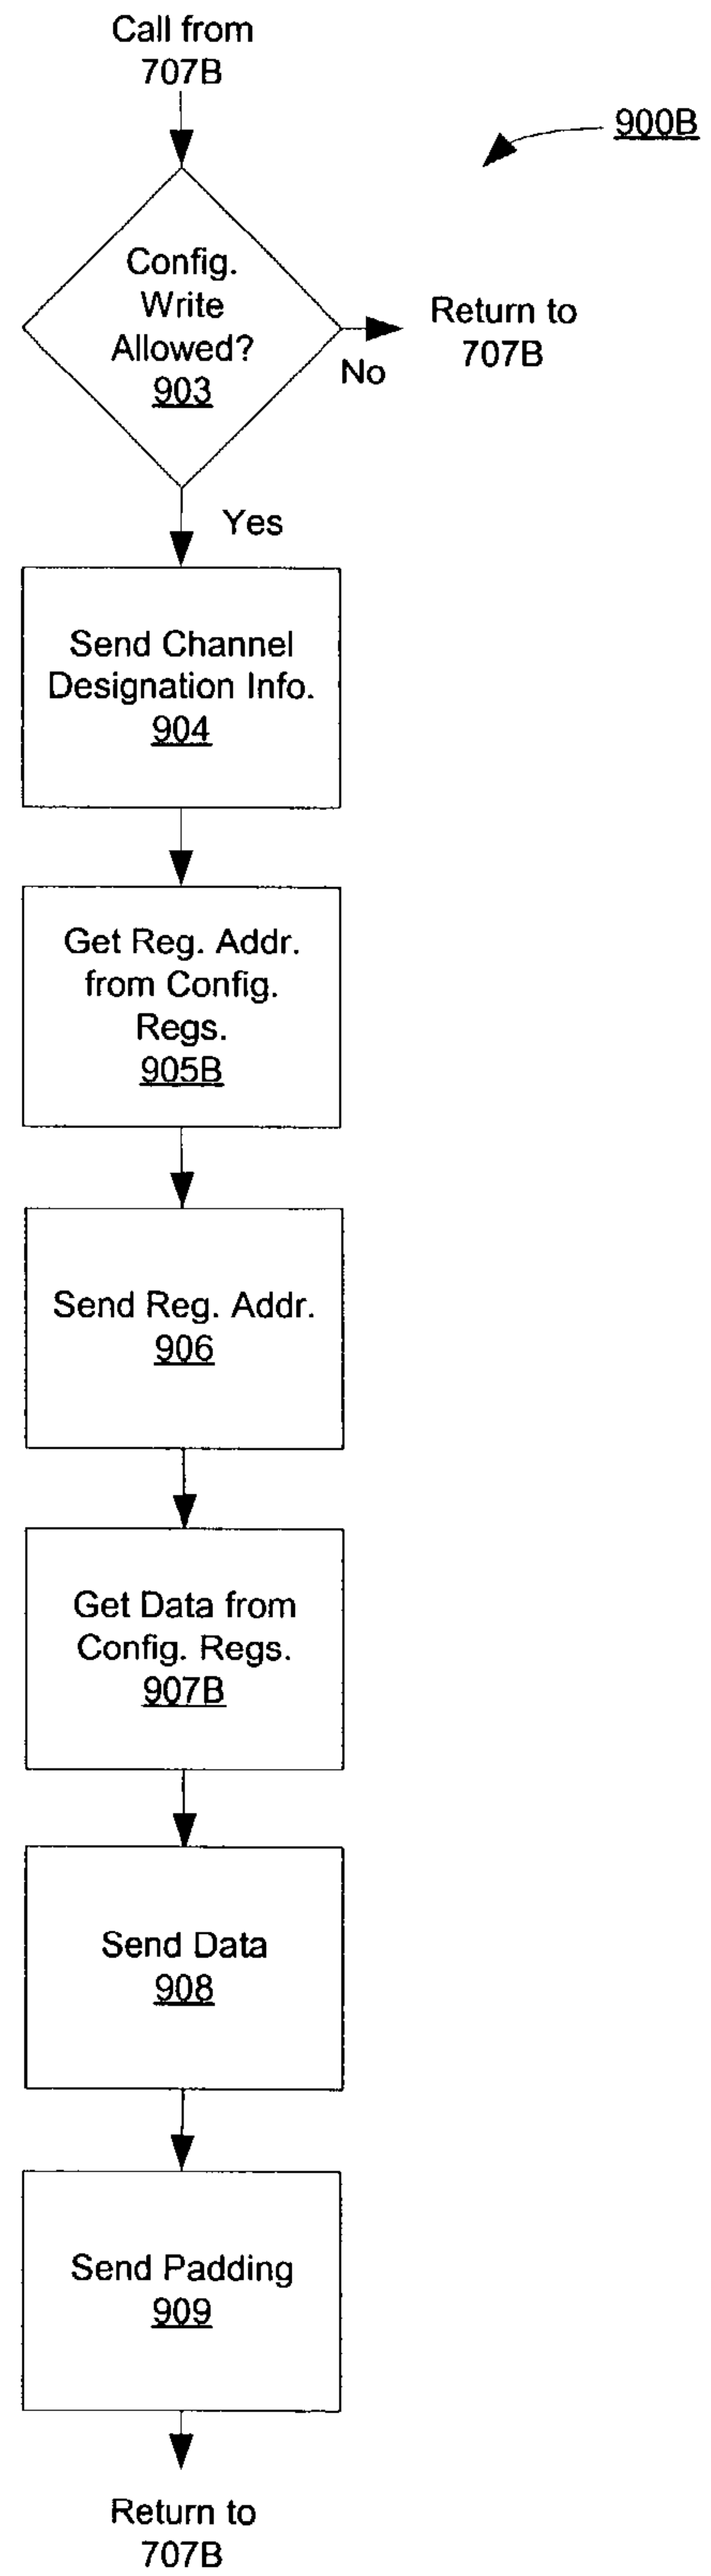 Call from
707B
900B
Config.
Write
Allowed?
903
No
Return to
707B
Yes
Send Channel
Designation Info.
904
Get Reg. Addr.
from Config.
Regs.
905B
Send Reg. Addr.
906
Get Data from
Config. Regs.
907B
Send Data
908
Send Padding
909
Return to
707B